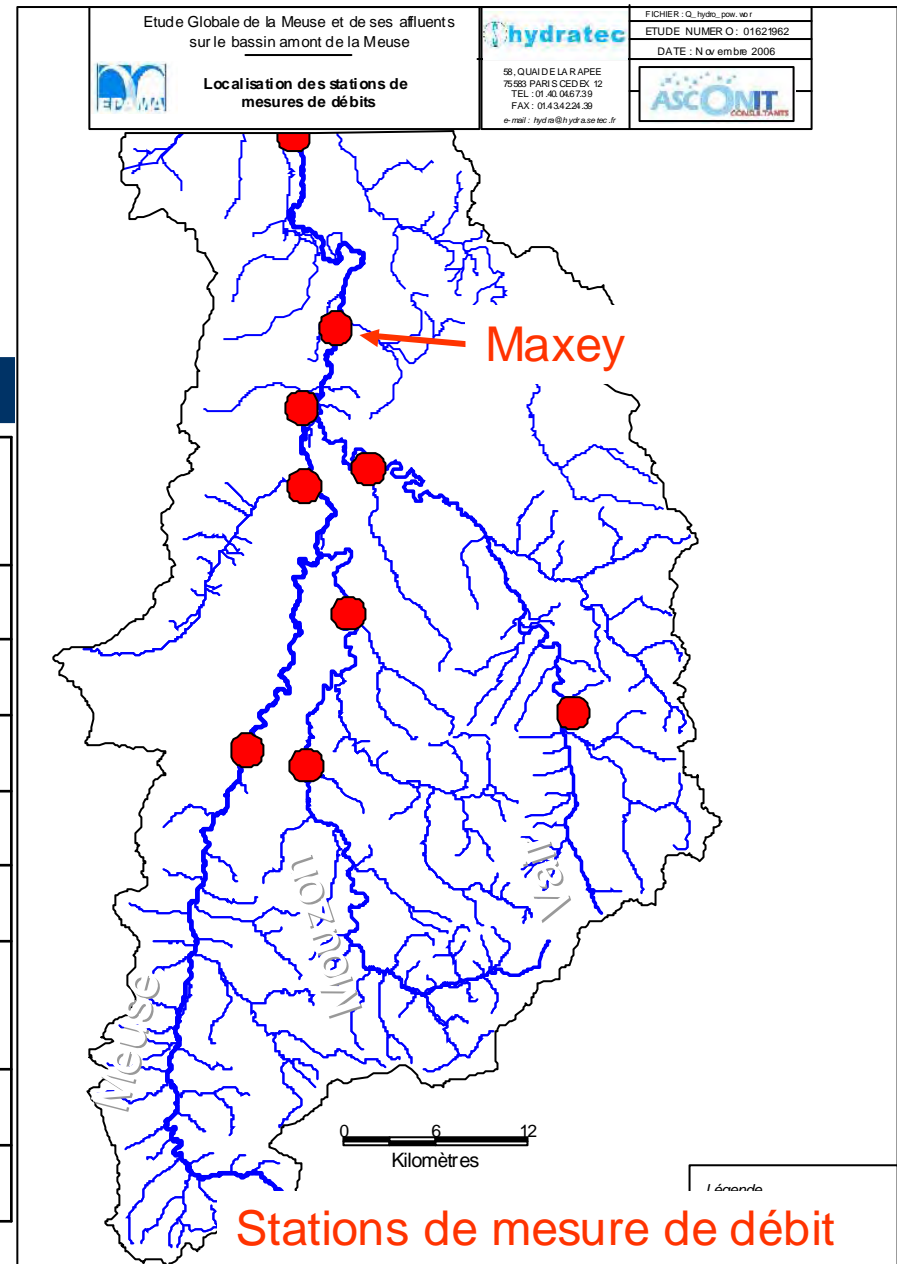 Etude Globale de la Meuse et de ses affluents
sur le bassin amont de la Meuse
Localisation des stations de
mesures de débits
EPAMA
hydratec
58, QUAI DE LA RAPEE
75583 PARIS CEDEX 12
TEL : 01.40.04.67.39
FAX : 01.43.42.24.39
e-mail : hydra@hydra.setec.fr
FICHIER : Q_hydro_pow.wor
ETUDE NUMERO : 01621962
DATE : Novembre 2006
ASCONIT
CONSULTANTS
Maxey
Vair
Mouzon
Meuse
0 6 12
Kilomètres
Légende
Stations de mesure de débit